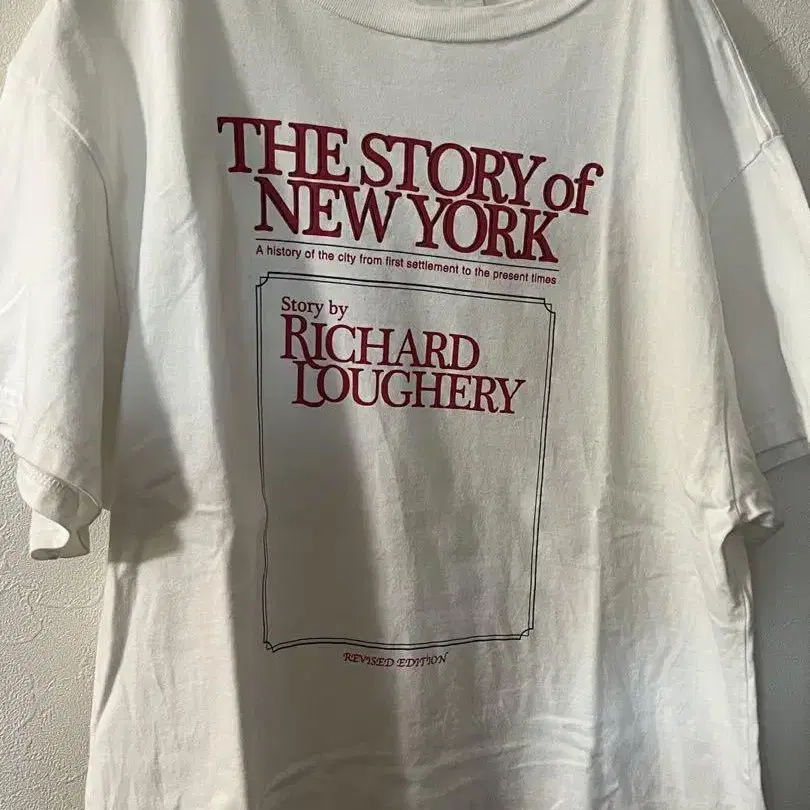 THE STORY of
NEW YORK
A history of the city from first settlement to the present times
Story by
RICHARD
LOUGHERY
REVISED EDITION